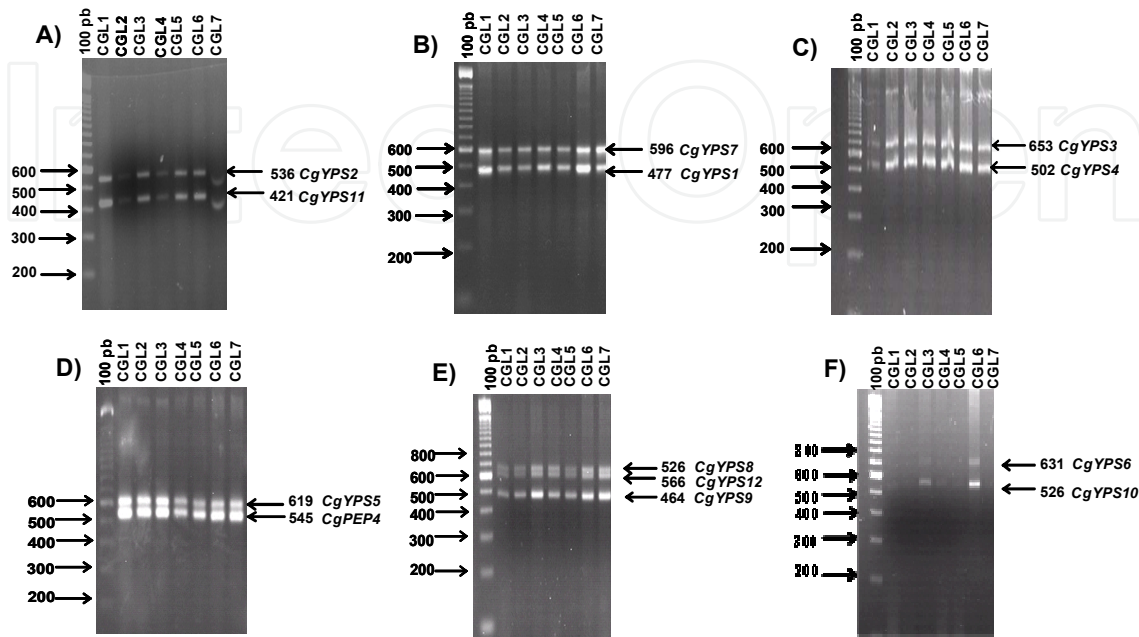 A)
100 pb
CGL1
CGL2
CGL3
CGL4
CGL5
CGL6
CGL7
600
500
400
300
200
536 CgYPS2
421 CgYPS11
B)
100 pb
CGL1
CGL2
CGL3
CGL4
CGL5
CGL6
CGL7
600
500
400
300
200
596 CgYPS7
477 CgYPS1
C)
100 pb
CGL1
CGL2
CGL3
CGL4
CGL5
CGL6
CGL7
600
500
400
300
200
653 CgYPS3
502 CgYPS4
D)
100 pb
CGL1
CGL2
CGL3
CGL4
CGL5
CGL6
CGL7
600
500
400
300
200
619 CgYPS5
545 CgPEP4
E)
100 pb
CGL1
CGL2
CGL3
CGL4
CGL5
CGL6
CGL7
800
600
500
400
300
200
526 CgYPS8
566 CgYPS12
464 CgYPS9
F)
100 pb
CGL1
CGL2
CGL3
CGL4
CGL5
CGL6
CGL7
600
500
400
300
200
631 CgYPS6
526 CgYPS10